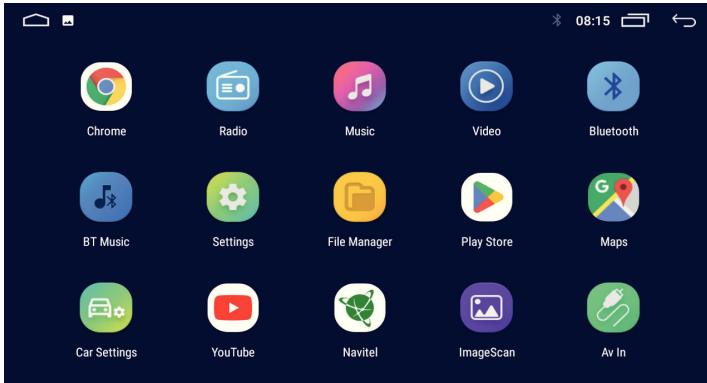 08:15
Chrome Radio Music Video Bluetooth
BT Music Settings File Manager Play Store Maps
G
Car Settings YouTube Navitel ImageScan Av In